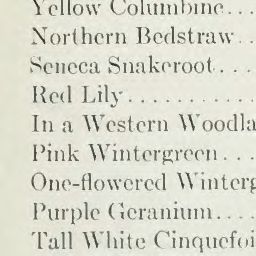 Yellow Columbine...
Northern Bedstraw..
Seneca Snakeroot...
Red Lily.........
In a Western Woodla
Pink Wintergreen...
One-flowered Winterg
Purple Geranium....
Tall White Cinquefoi